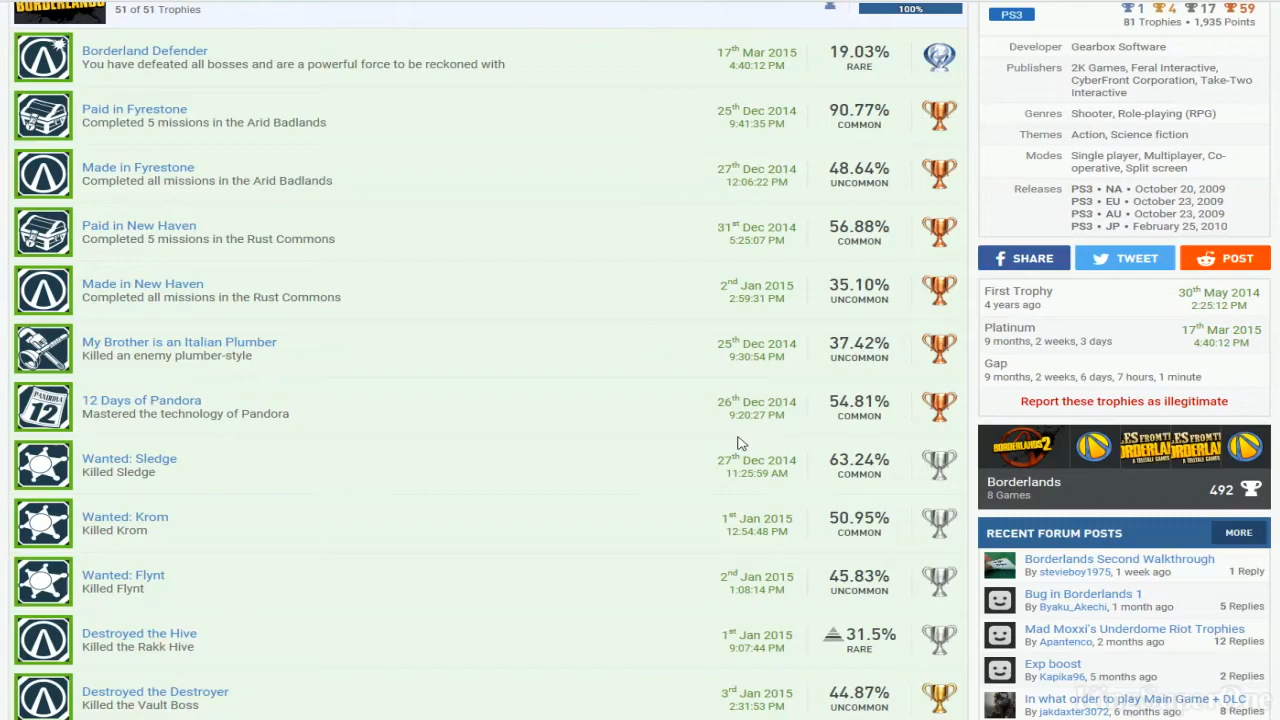 BORDERLANDS
51 of 51 Trophies
100%
Borderland Defender
You have defeated all bosses and are a powerful force to be reckoned with
17th Mar 2015
4:40:12 PM
19.03%
RARE
Paid in Fyrestone
Completed 5 missions in the Arid Badlands
25th Dec 2014
9:41:35 PM
90.77%
COMMON
Made in Fyrestone
Completed all missions in the Arid Badlands
27th Dec 2014
12:06:22 PM
48.64%
UNCOMMON
Paid in New Haven
Completed 5 missions in the Rust Commons
31st Dec 2014
5:25:07 PM
56.88%
COMMON
Made in New Haven
Completed all missions in the Rust Commons
2nd Jan 2015
2:59:31 PM
35.10%
UNCOMMON
My Brother is an Italian Plumber
Killed an enemy plumber-style
25th Dec 2014
9:30:54 PM
37.42%
UNCOMMON
PANDORA
12
12 Days of Pandora
Mastered the technology of Pandora
26th Dec 2014
9:20:27 PM
54.81%
COMMON
Wanted: Sledge
Killed Sledge
27th Dec 2014
11:25:59 AM
63.24%
COMMON
Wanted: Krom
Killed Krom
1st Jan 2015
12:54:48 PM
50.95%
COMMON
Wanted: Flynt
Killed Flynt
2nd Jan 2015
1:08:14 PM
45.83%
UNCOMMON
Destroyed the Hive
Killed the Rakk Hive
1st Jan 2015
9:07:44 PM
31.5%
RARE
Destroyed the Destroyer
Killed the Vault Boss
3rd Jan 2015
2:31:53 PM
44.87%
UNCOMMON
PS3
1 4 17 59
81 Trophies • 1,935 Points
Developer Gearbox Software
Publishers 2K Games, Feral Interactive,
CyberFront Corporation, Take-Two
Interactive
Genres Shooter, Role-playing (RPG)
Themes Action, Science fiction
Modes Single player, Multiplayer, Co-
operative, Split screen
Releases PS3 • NA • October 20, 2009
PS3 • EU • October 23, 2009
PS3 • AU • October 23, 2009
PS3 • JP • February 25, 2010
SHARE
TWEET
POST
First Trophy
4 years ago
30th May 2014
2:25:12 PM
Platinum
9 months, 2 weeks, 3 days
17th Mar 2015
4:40:12 PM
Gap
9 months, 2 weeks, 6 days, 7 hours, 1 minute
Report these trophies as illegitimate
BORDERLANDS 2
Borderlands
8 Games
492
RECENT FORUM POSTS
MORE
Borderlands Second Walkthrough
By stevieboy1975, 1 week ago 1 Reply
Bug in Borderlands 1
By Byaku_Akechi, 1 month ago 5 Replies
Mad Moxxi's Underdome Riot Trophies
By Apantenco, 2 months ago 12 Replies
Exp boost
By Kapika96, 5 months ago 2 Replies
In what order to play Main Game + DLC
By jakdaxter3072, 6 months ago 8 Replies